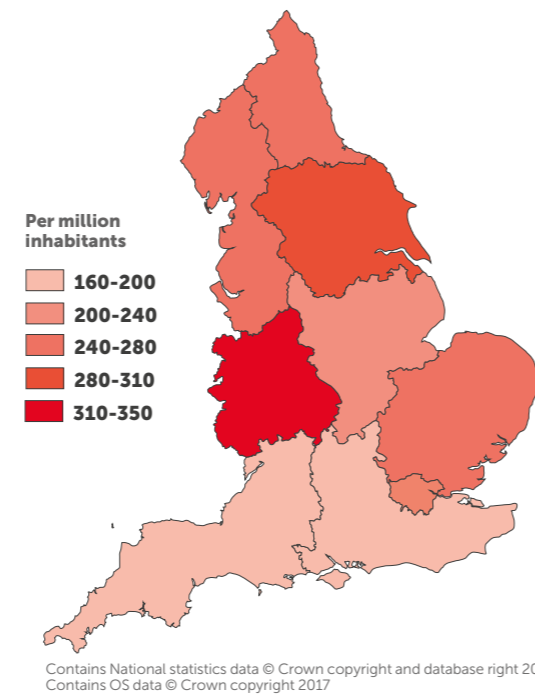 Per million
inhabitants
160-200
200-240
240-280
280-310
310-350
Contains National statistics data © Crown copyright and database right 20
Contains OS data © Crown copyright 2017